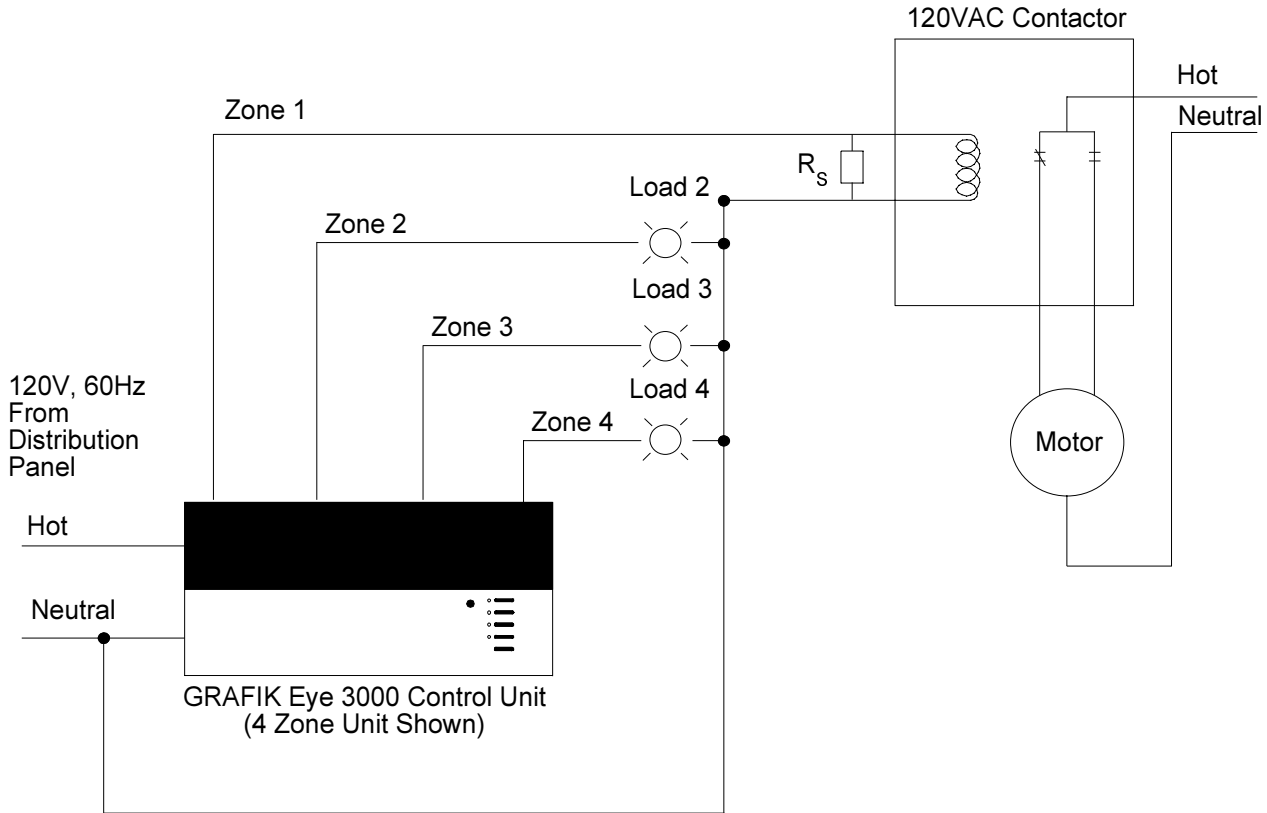 120VAC Contactor
Hot
Neutral
Zone 1
R_S
Load 2
Zone 2
Load 3
Zone 3
Load 4
120V, 60Hz
From
Distribution
Panel
Zone 4
Motor
Hot
Neutral
GRAFIK Eye 3000 Control Unit
(4 Zone Unit Shown)